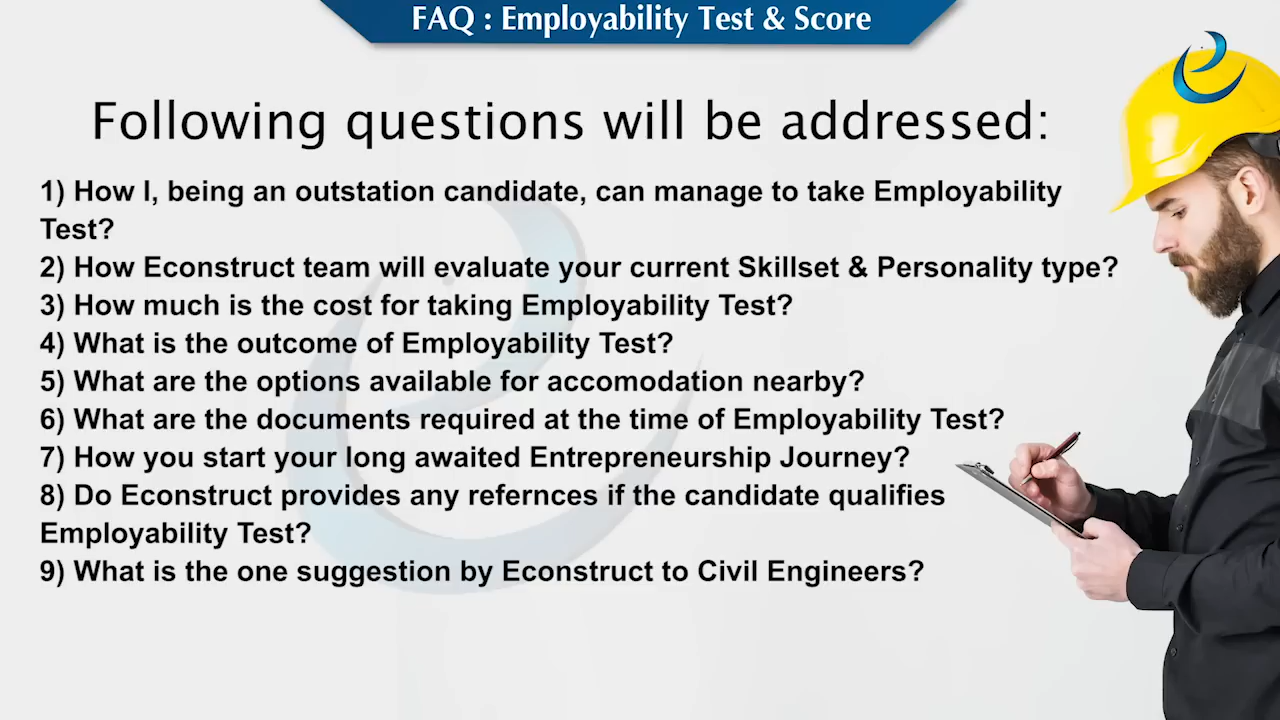 FAQ : Employability Test & Score
Following questions will be addressed:
1) How I, being an outstation candidate, can manage to take Employability
Test?
2) How Econstruct team will evaluate your current Skillset & Personality type?
3) How much is the cost for taking Employability Test?
4) What is the outcome of Employability Test?
5) What are the options available for accomodation nearby?
6) What are the documents required at the time of Employability Test?
7) How you start your long awaited Entrepreneurship Journey?
8) Do Econstruct provides any refernces if the candidate qualifies
Employability Test?
9) What is the one suggestion by Econstruct to Civil Engineers?